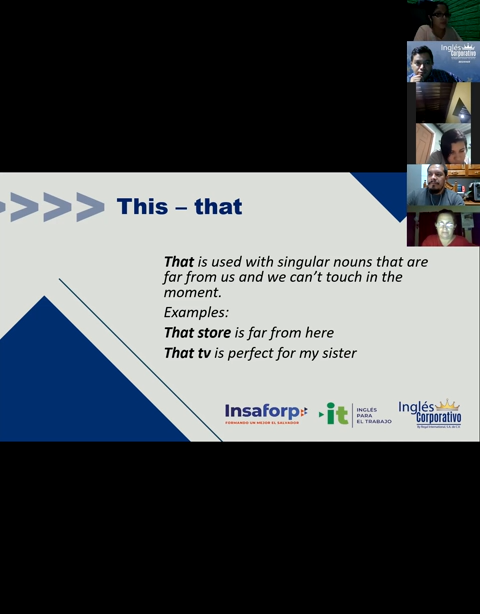 Inglés
Corporativo
>>>> This – that
That is used with singular nouns that are
far from us and we can't touch in the
moment.
Examples:
That store is far from here
That tv is perfect for my sister
Insaforp
FORMANDO UN MEJOR EL SALVADOR
it
INGLÉS
PARA
EL TRABAJO
Inglés
Corporativo